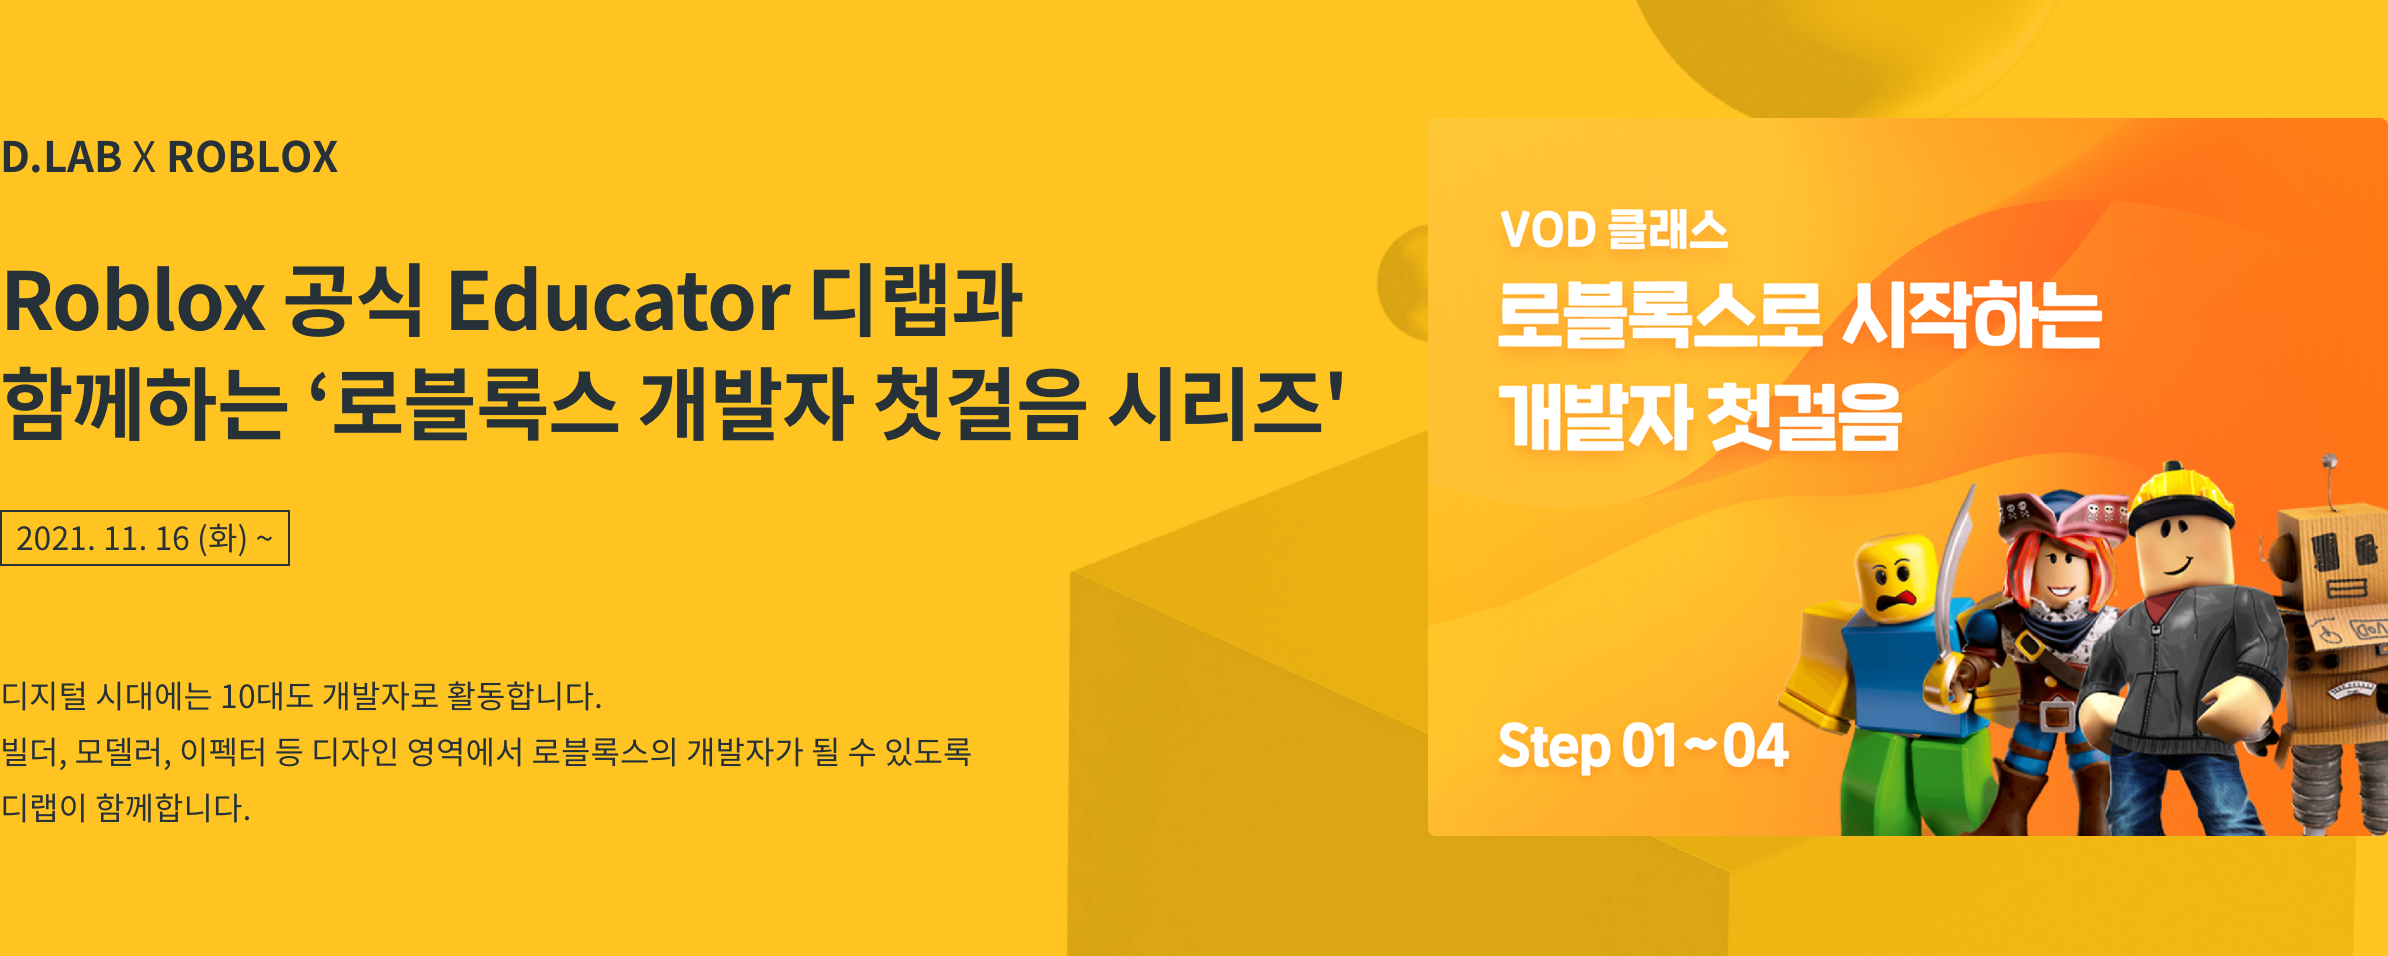 D.LAB X ROBLOX
Roblox 공식 Educator 디랩과
함께하는 ‘로블록스 개발자 첫걸음 시리즈'
2021. 11. 16 (화) ~
디지털 시대에는 10대도 개발자로 활동합니다.
빌더, 모델러, 이펙터 등 디자인 영역에서 로블록스의 개발자가 될 수 있도록
디랩이 함께합니다.
VOD 클래스
로블록스로 시작하는
개발자 첫걸음
Step 01~04